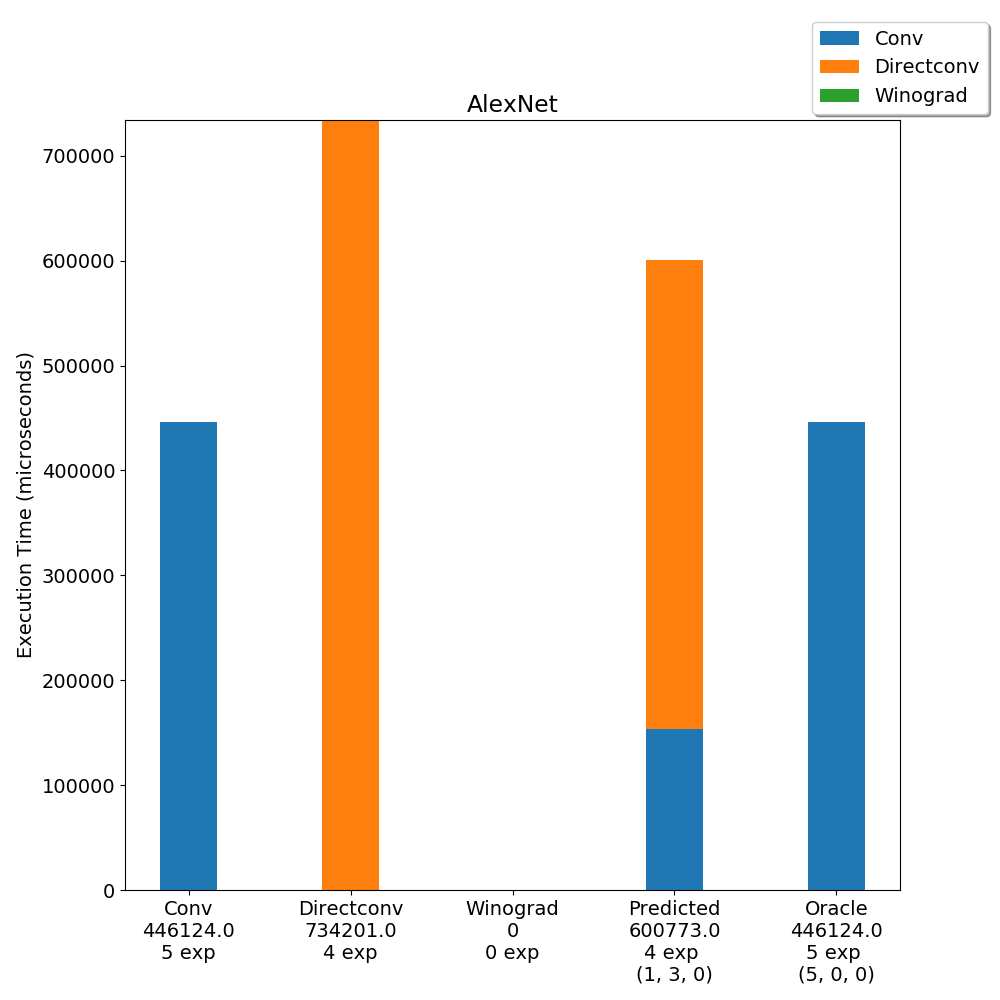 Conv
Directconv
Winograd
AlexNet
Execution Time (microseconds)
700000
600000
500000
400000
300000
200000
100000
0
Conv
446124.0
5 exp
Directconv
734201.0
4 exp
Winograd
0
0 exp
Predicted
600773.0
4 exp
(1, 3, 0)
Oracle
446124.0
5 exp
(5, 0, 0)